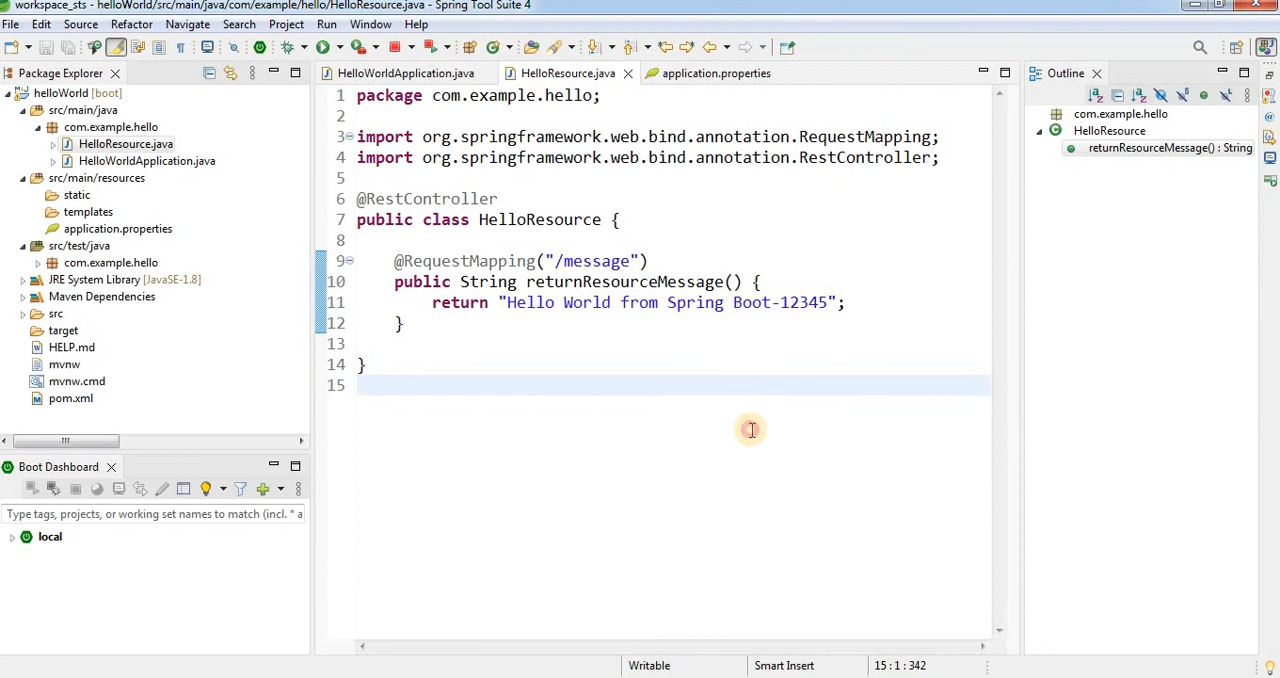 workspace_sts - helloWorld/src/main/java/com/example/hello/HelloResource.java - Spring Tool Suite 4
File Edit Source Refactor Navigate Search Project Run Window Help
Package Explorer
helloWorld [boot]
src/main/java
com.example.hello
HelloResource.java
HelloWorldApplication.java
src/main/resources
static
templates
application.properties
src/test/java
com.example.hello
JRE System Library [JavaSE-1.8]
Maven Dependencies
src
target
HELP.md
mvnw
mvnw.cmd
pom.xml
Boot Dashboard
Type tags, projects, or working set names to match (incl. * a
local
HelloWorldApplication.java HelloResource.java application.properties
1 package com.example.hello;
2
3 import org.springframework.web.bind.annotation.RequestMapping;
4 import org.springframework.web.bind.annotation.RestController;
5
6 @RestController
7 public class HelloResource {
8
9 @RequestMapping("/message")
10 public String returnResourceMessage() {
11 return "Hello World from Spring Boot-12345";
12 }
13
14 }
15
Outline
com.example.hello
HelloResource
returnResourceMessage() : String
Writable Smart Insert 15 : 1 : 342